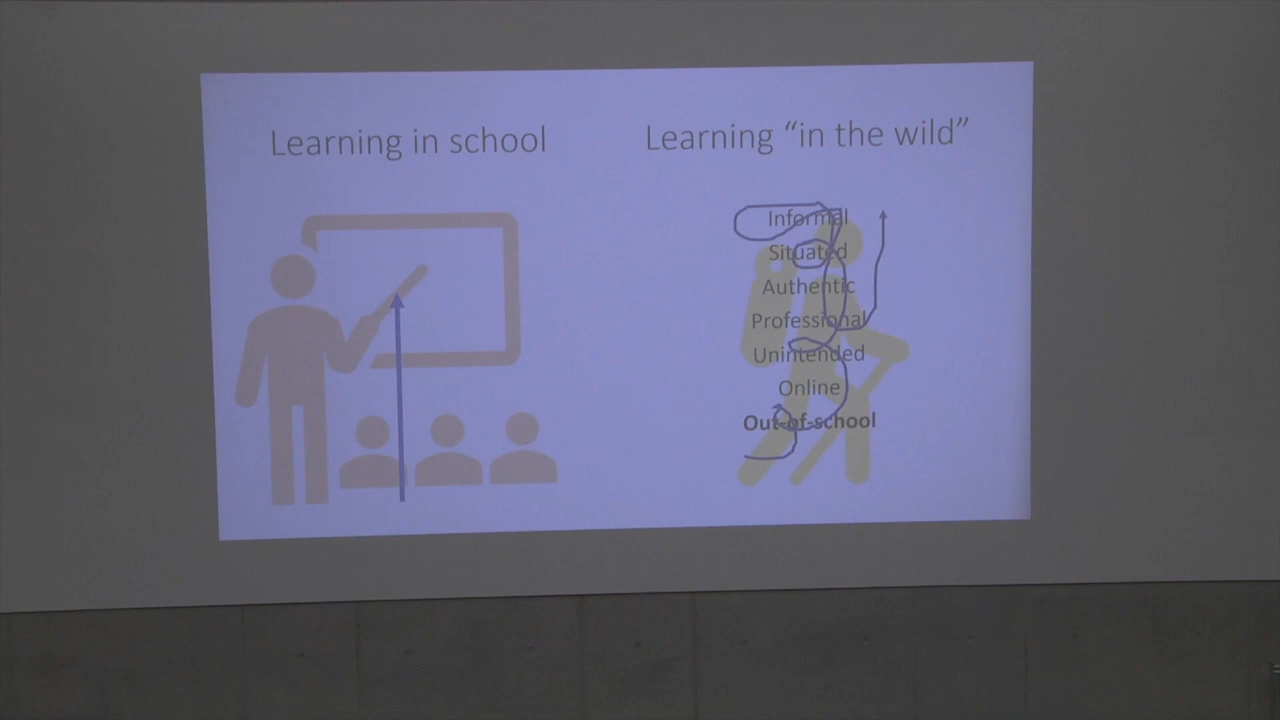 Learning in school
Learning “in the wild”
Informal
Situated
Authentic
Professional
Unintended
Online
Out-of-school